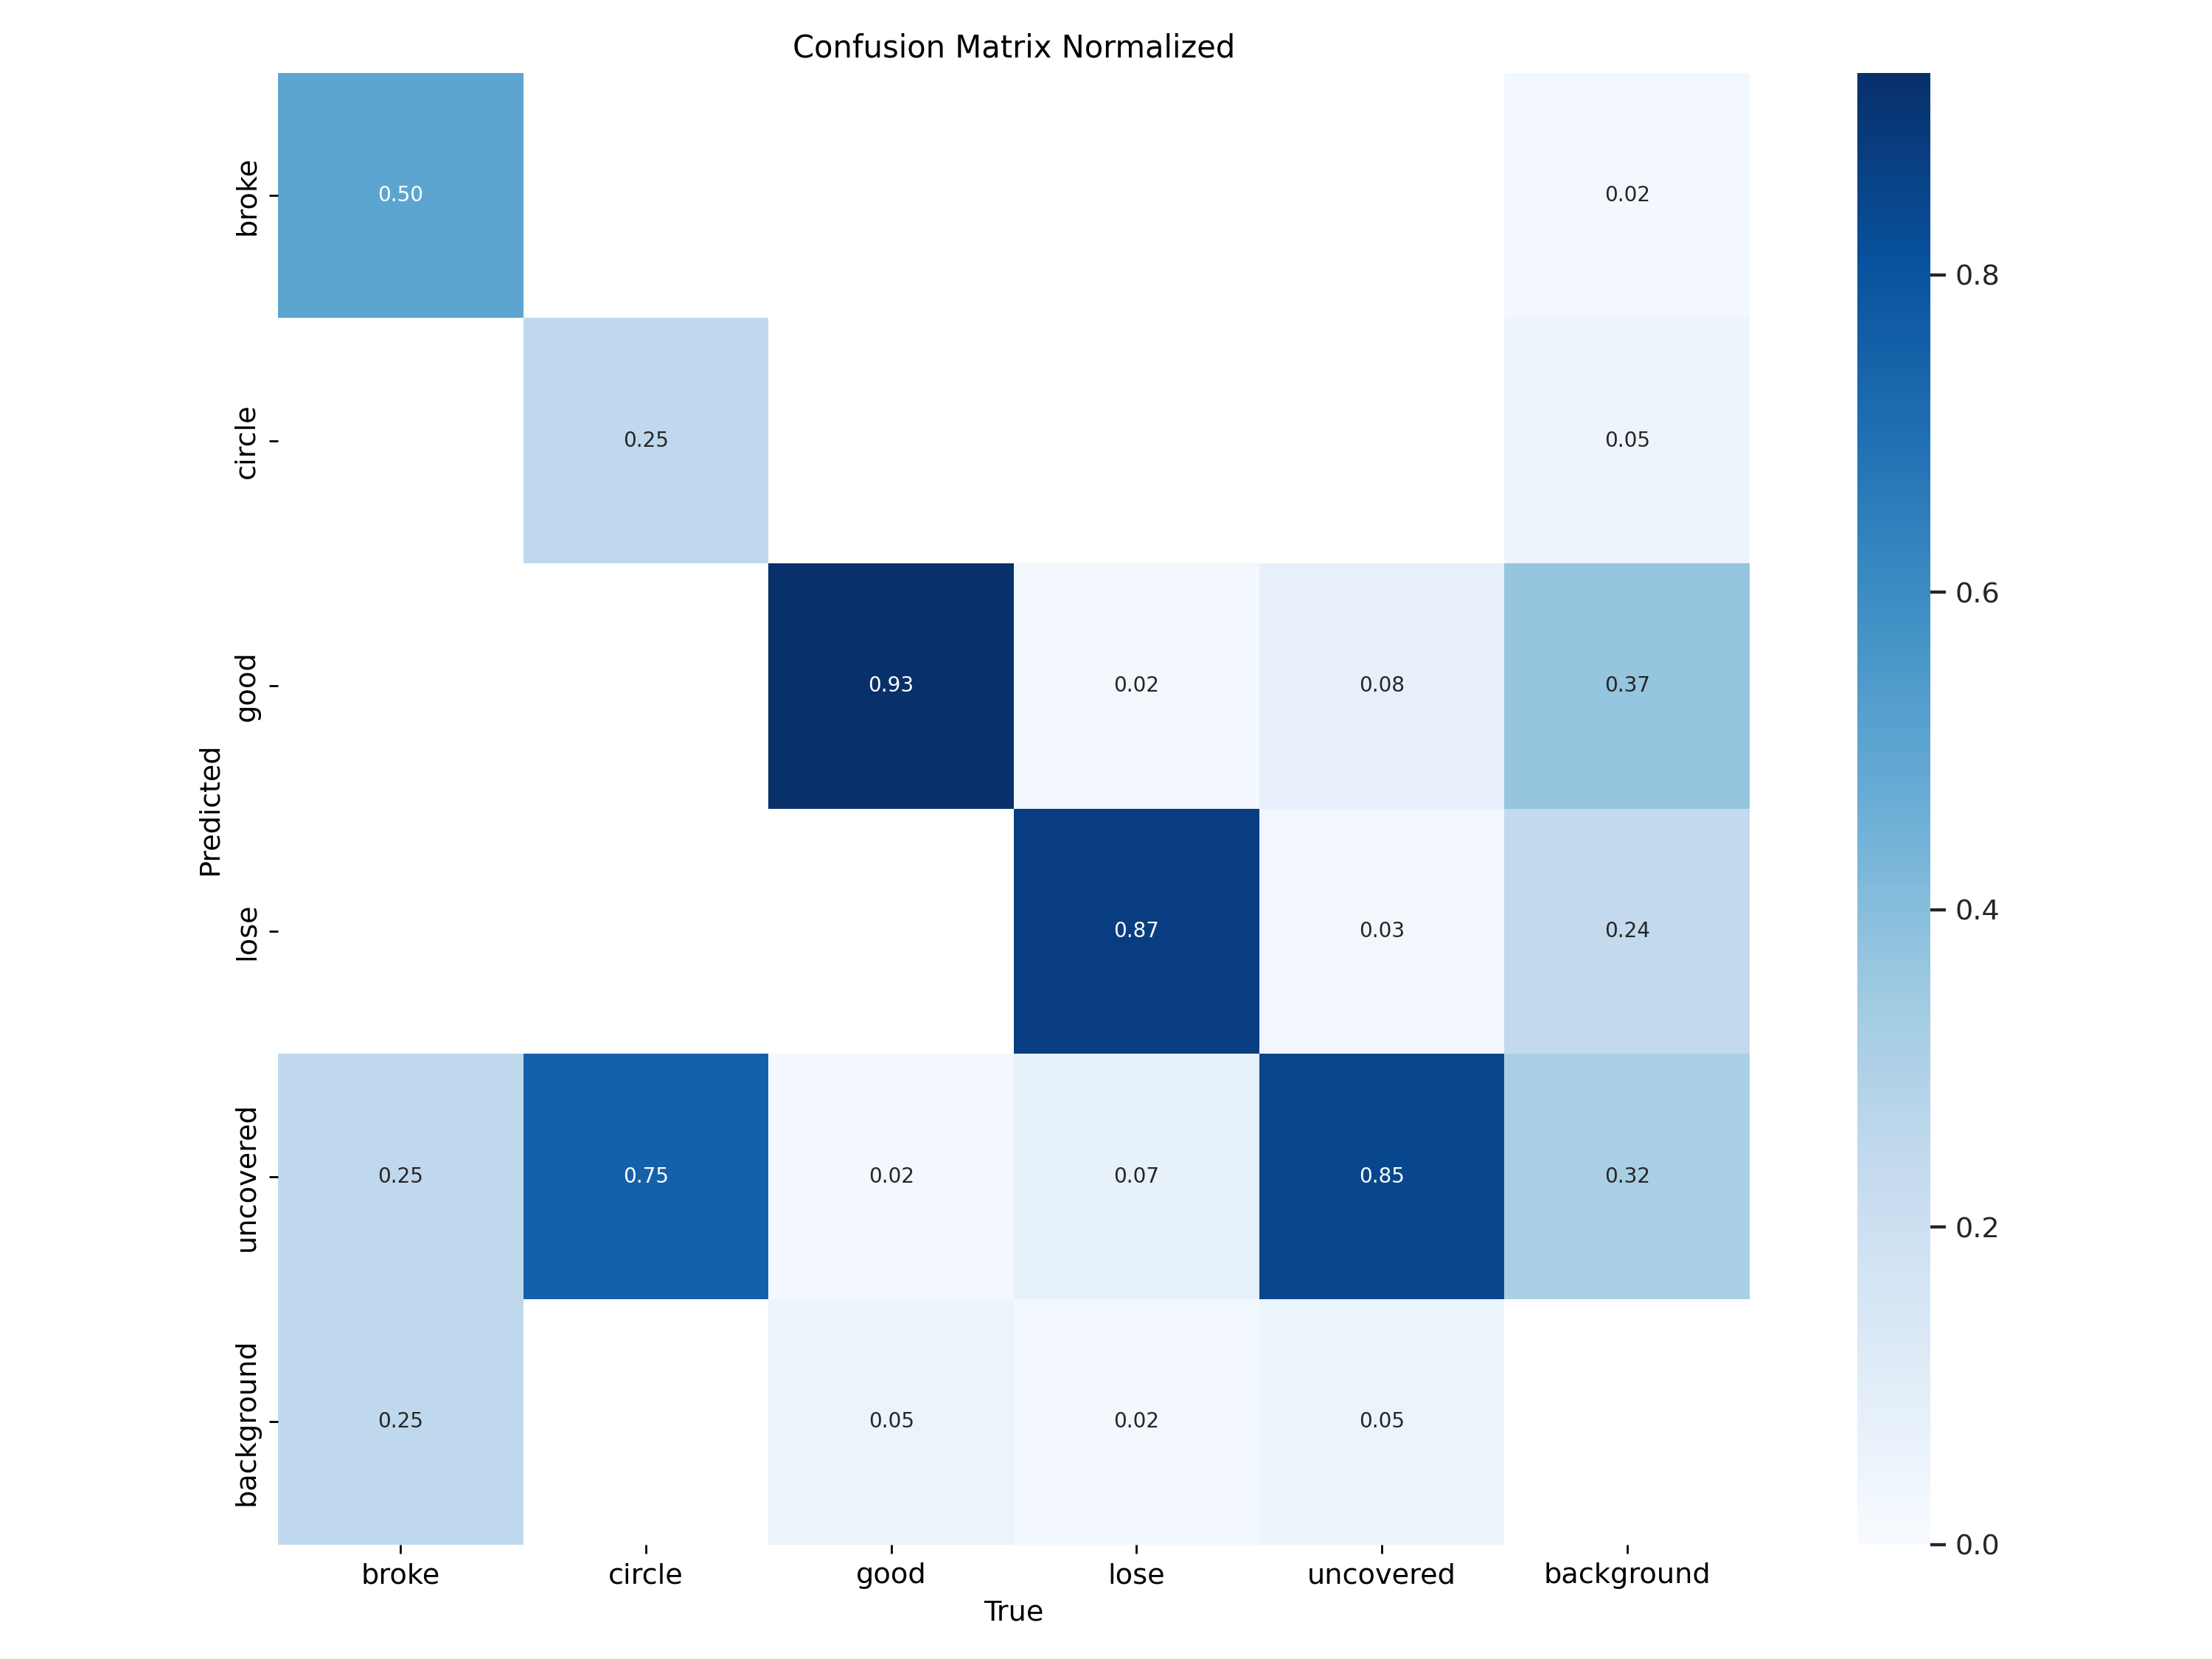 Confusion Matrix Normalized
broke
0.50
0.02
0.8
circle
0.25
0.05
0.6
good
0.93
0.02
0.08
0.37
Predicted
0.4
lose
0.87
0.03
0.24
uncovered
0.25
0.75
0.02
0.07
0.85
0.32
0.2
background
0.25
0.05
0.02
0.05
0.0
broke
circle
good
lose
uncovered
background
True